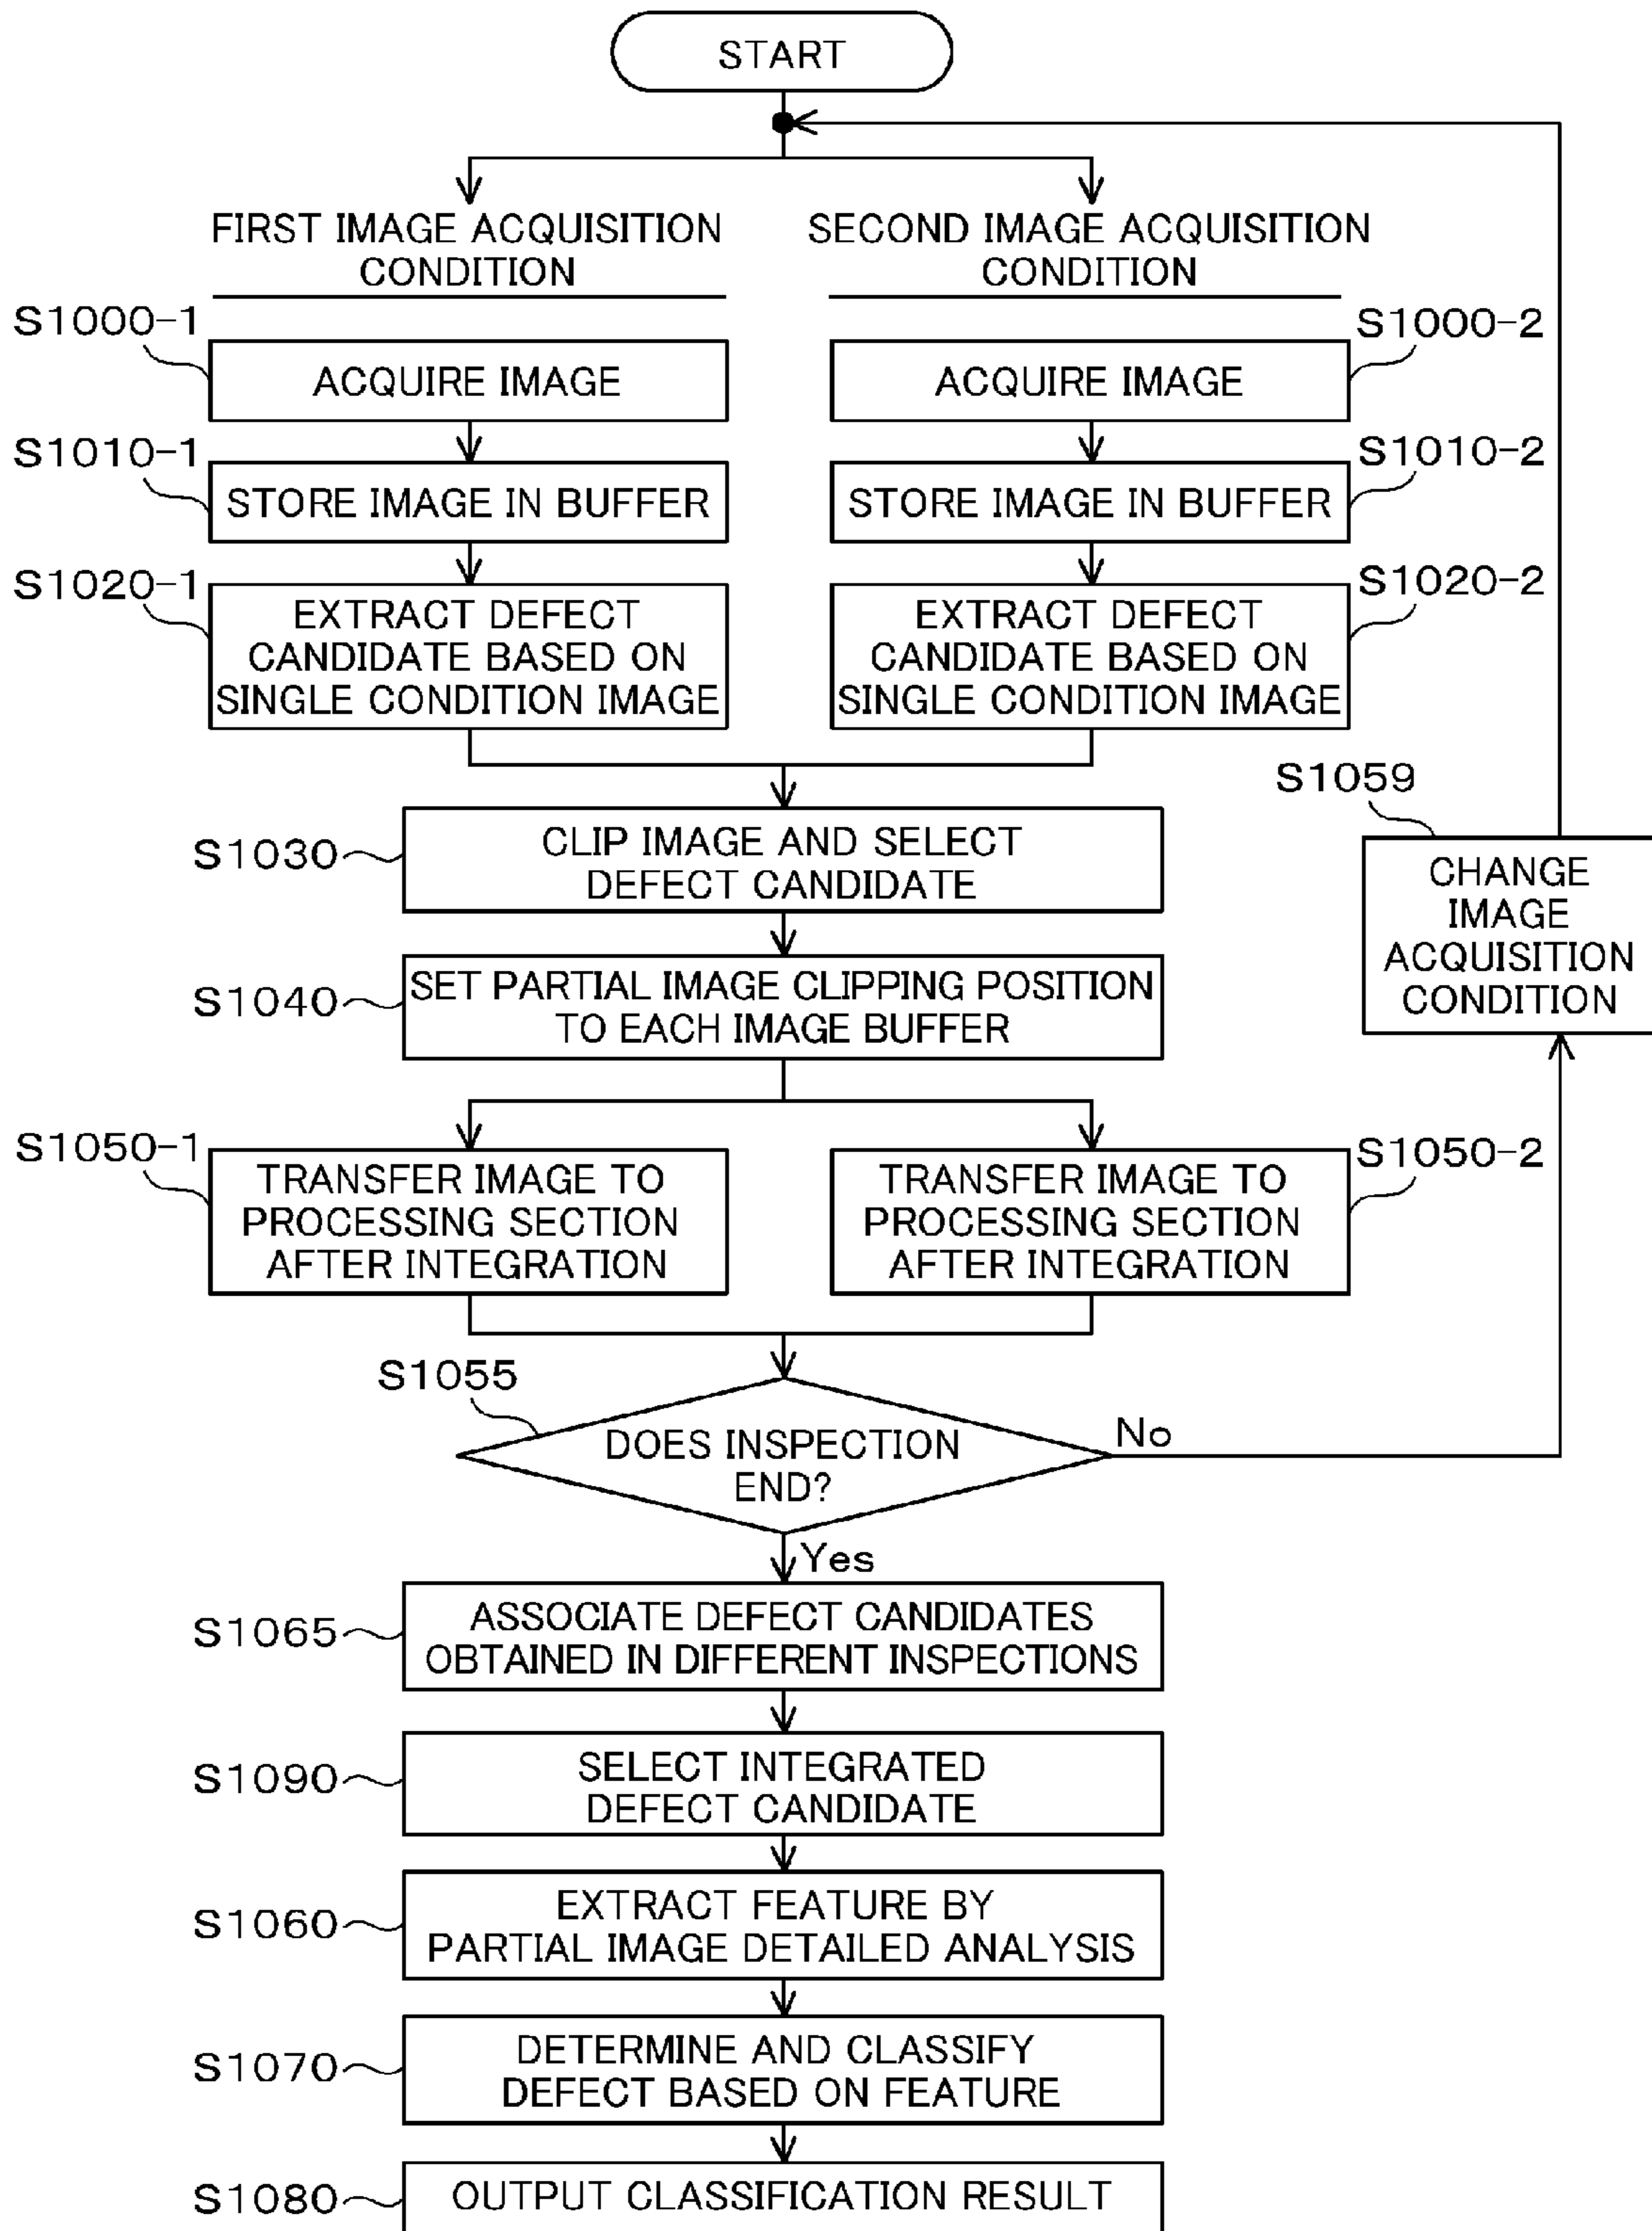 START
FIRST IMAGE ACQUISITION
CONDITION
SECOND IMAGE ACQUISITION
CONDITION
S1000-1
ACQUIRE IMAGE
S1000-2
ACQUIRE IMAGE
S1010-1
STORE IMAGE IN BUFFER
S1010-2
STORE IMAGE IN BUFFER
S1020-1
EXTRACT DEFECT
CANDIDATE BASED ON
SINGLE CONDITION IMAGE
S1020-2
EXTRACT DEFECT
CANDIDATE BASED ON
SINGLE CONDITION IMAGE
S1030
CLIP IMAGE AND SELECT
DEFECT CANDIDATE
S1059
CHANGE
IMAGE
ACQUISITION
CONDITION
S1040
SET PARTIAL IMAGE CLIPPING POSITION
TO EACH IMAGE BUFFER
S1050-1
TRANSFER IMAGE TO
PROCESSING SECTION
AFTER INTEGRATION
S1050-2
TRANSFER IMAGE TO
PROCESSING SECTION
AFTER INTEGRATION
S1055
DOES INSPECTION
END?
No
Yes
S1065
ASSOCIATE DEFECT CANDIDATES
OBTAINED IN DIFFERENT INSPECTIONS
S1090
SELECT INTEGRATED
DEFECT CANDIDATE
S1060
EXTRACT FEATURE BY
PARTIAL IMAGE DETAILED ANALYSIS
S1070
DETERMINE AND CLASSIFY
DEFECT BASED ON FEATURE
S1080
OUTPUT CLASSIFICATION RESULT